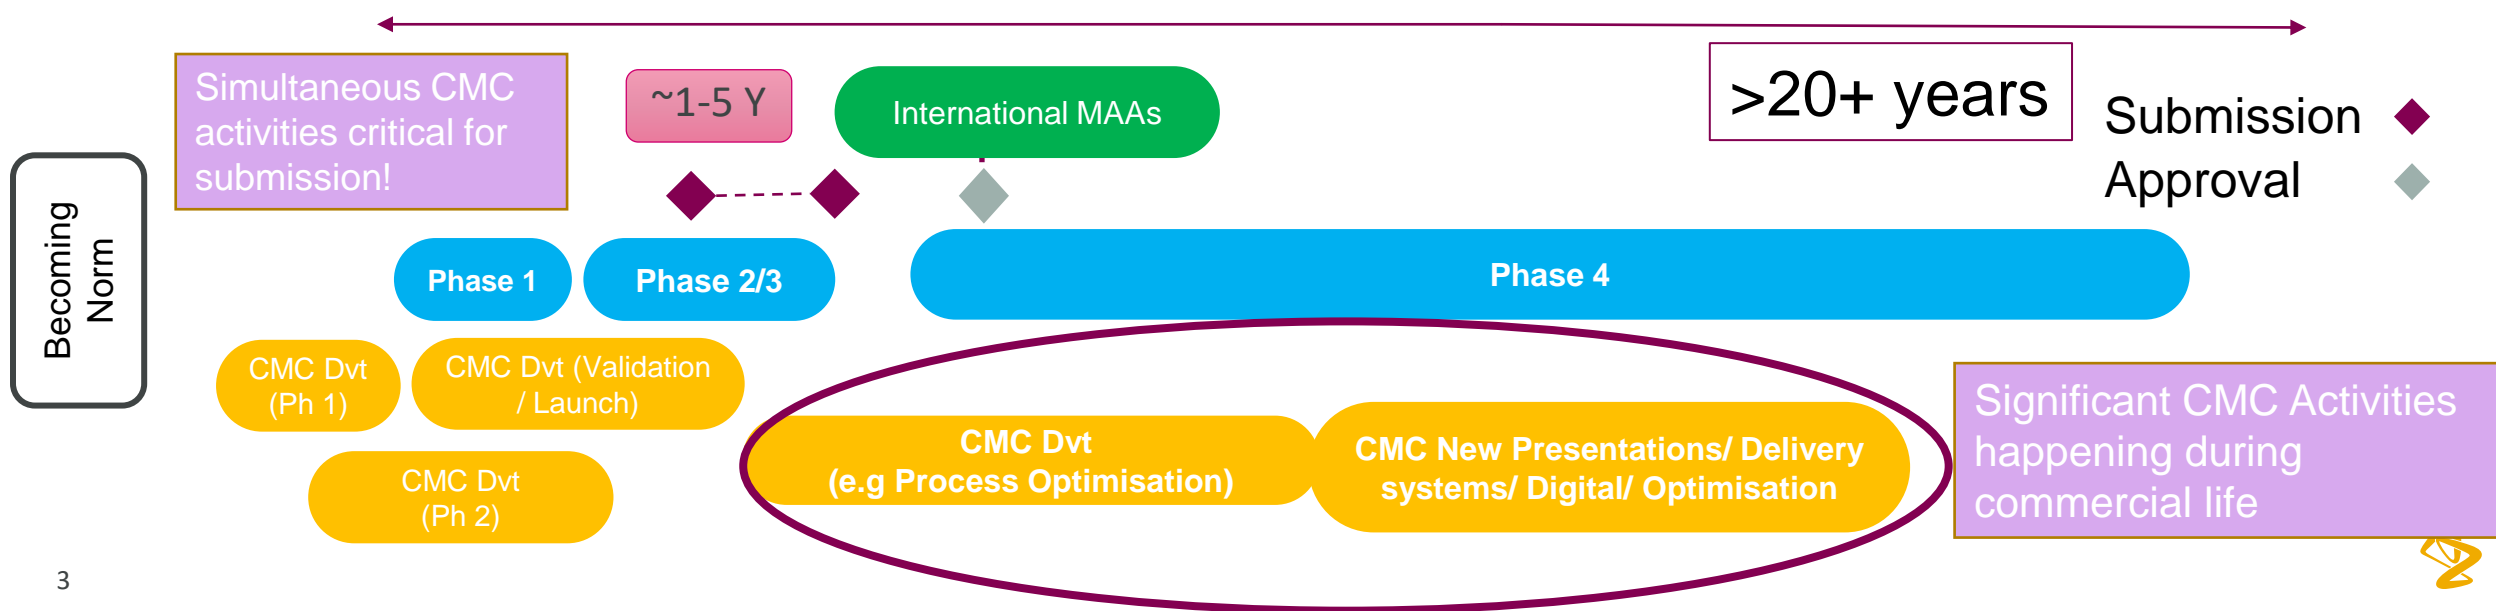 Simultaneous CMC
activities critical for
submission!
~1-5 Y
International MAAs
>20+ years
Submission
Approval
Becoming
Norm
Phase 1
Phase 2/3
Phase 4
CMC Dvt
(Ph 1)
CMC Dvt (Validation
/ Launch)
CMC Dvt
(Ph 2)
CMC Dvt
(e.g Process Optimisation)
CMC New Presentations/ Delivery
systems/ Digital/ Optimisation
Significant CMC Activities
happening during
commercial life
3